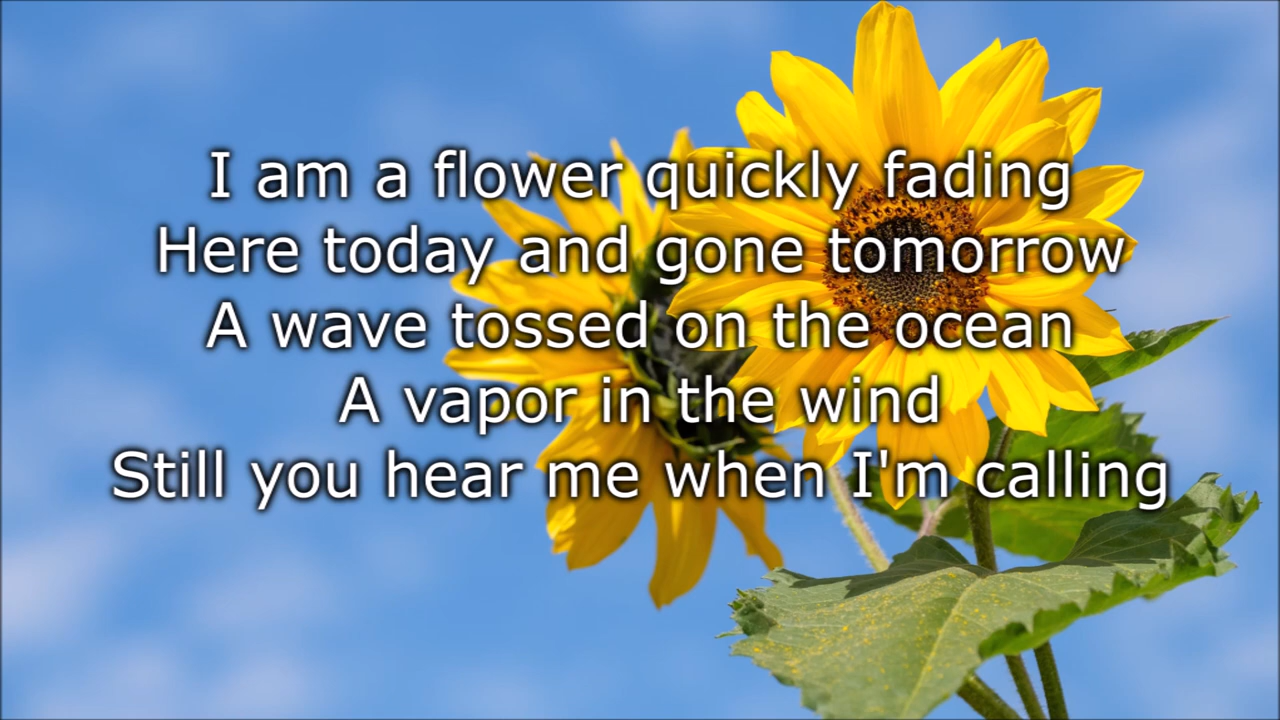 I am a flower quickly fading
Here today and gone tomorrow
A wave tossed on the ocean
A vapor in the wind
Still you hear me when I'm calling